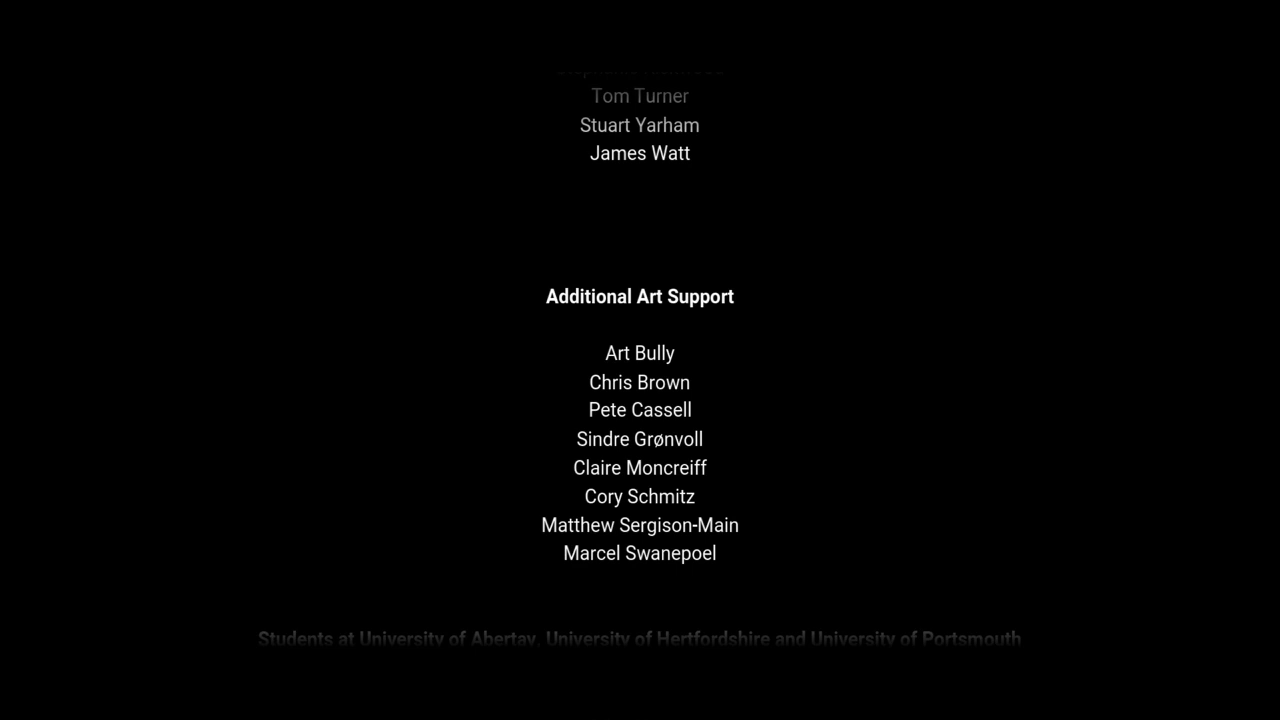 Tom Turner
Stuart Yarham
James Watt
Additional Art Support
Art Bully
Chris Brown
Pete Cassell
Sindre Grønvoll
Claire Moncreiff
Cory Schmitz
Matthew Sergison-Main
Marcel Swanepoel
Students at University of Abertay, University of Hertfordshire and University of Portsmouth